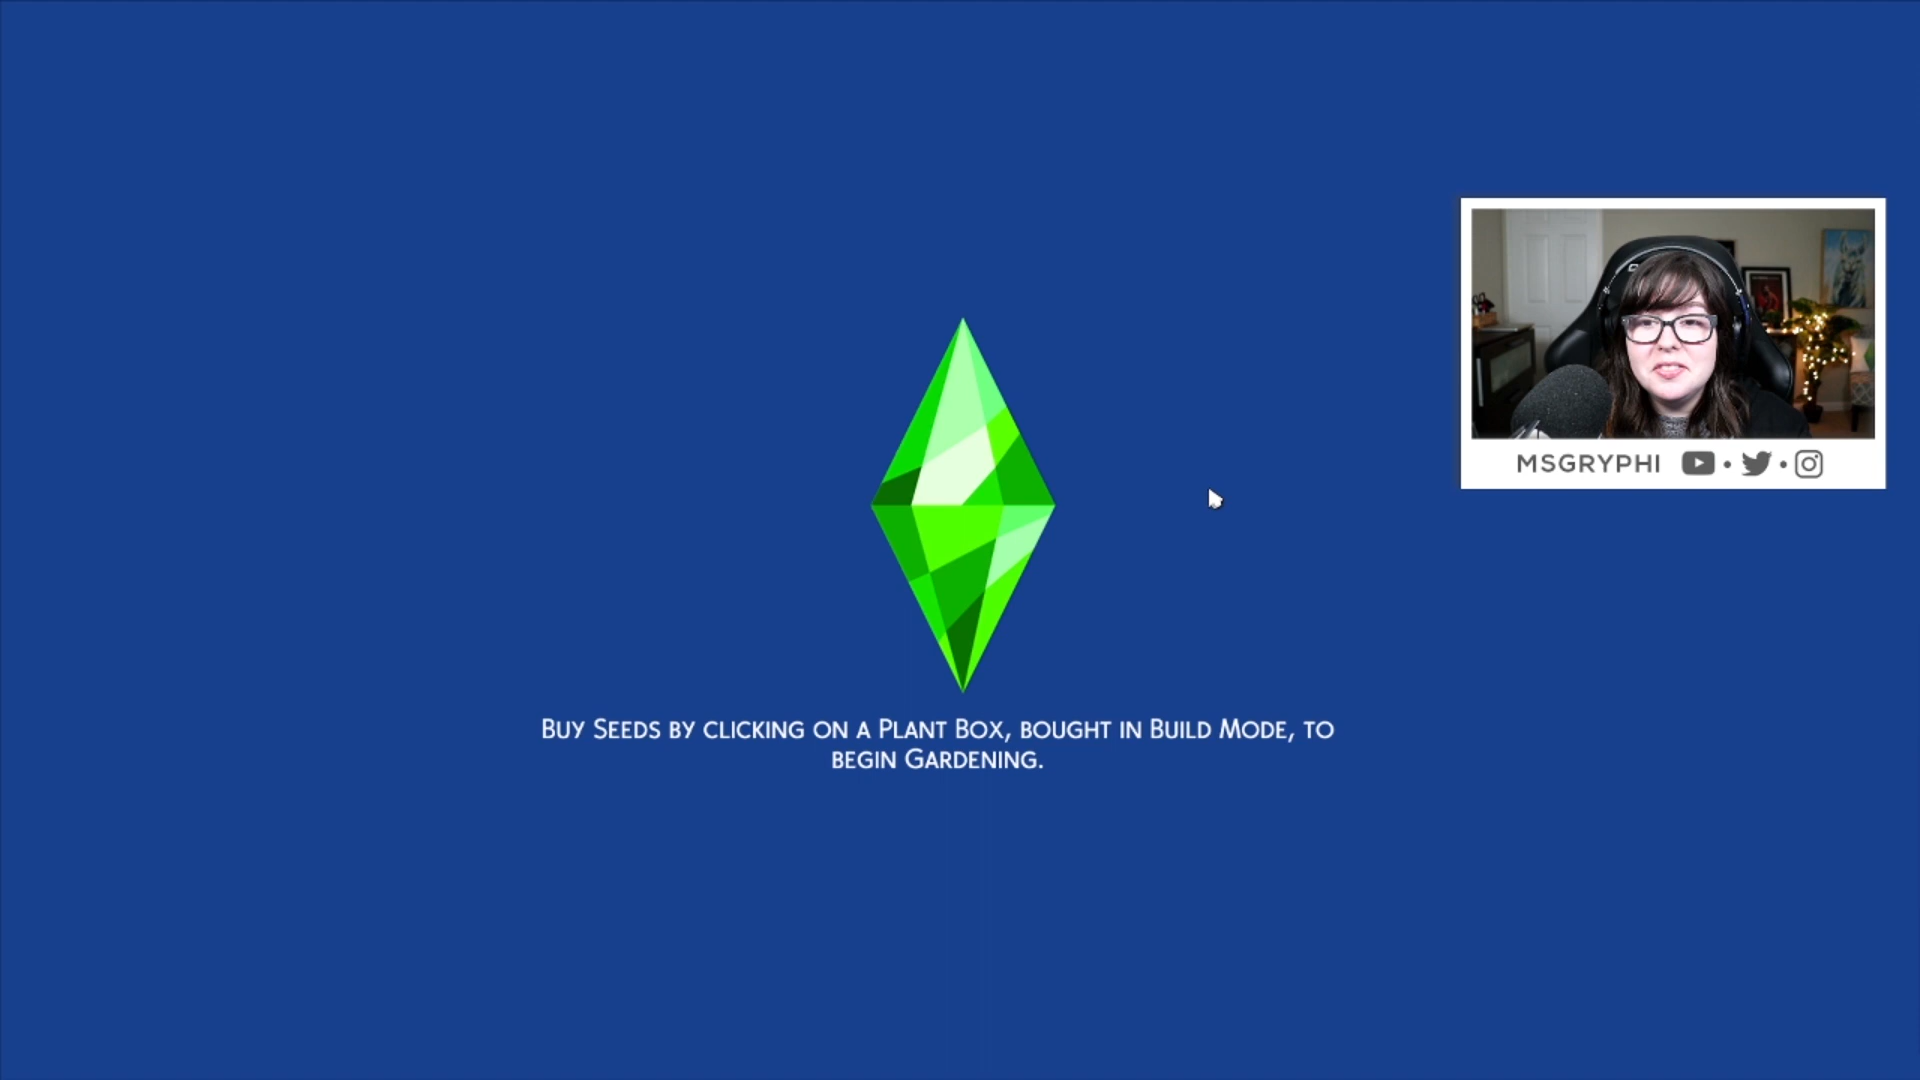 MSGRYPHI
BUY SEEDS BY CLICKING ON A PLANT BOX, BOUGHT IN BUILD MODE, TO
BEGIN GARDENING.